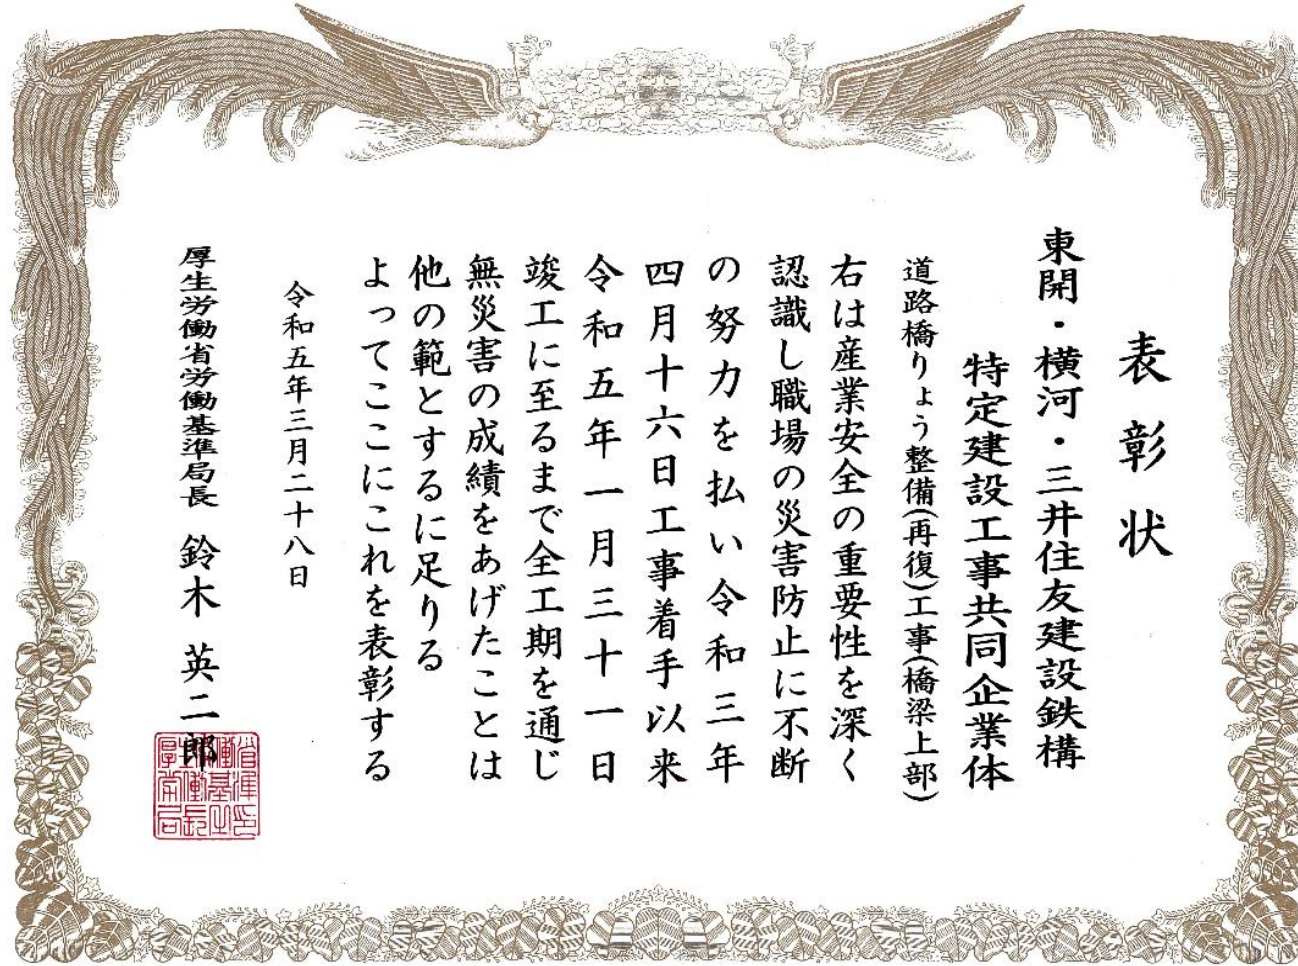 表彰状
東開・横河・三井住友建設鉄構
特定建設工事共同企業体
道路橋りょう整備(再復)工事(橋梁上部)
右は産業安全の重要性を深く
認識し職場の災害防止に不断
の努力を払い令和三年
四月十六日工事着手以来
令和五年一月三十一日
竣工に至るまで全工期を通じ
無災害の成績をあげたことは
他の範とするに足りる
よってここにこれを表彰する
令和五年三月二十八日
厚生労働省労働基準局長 鈴木 英二郎